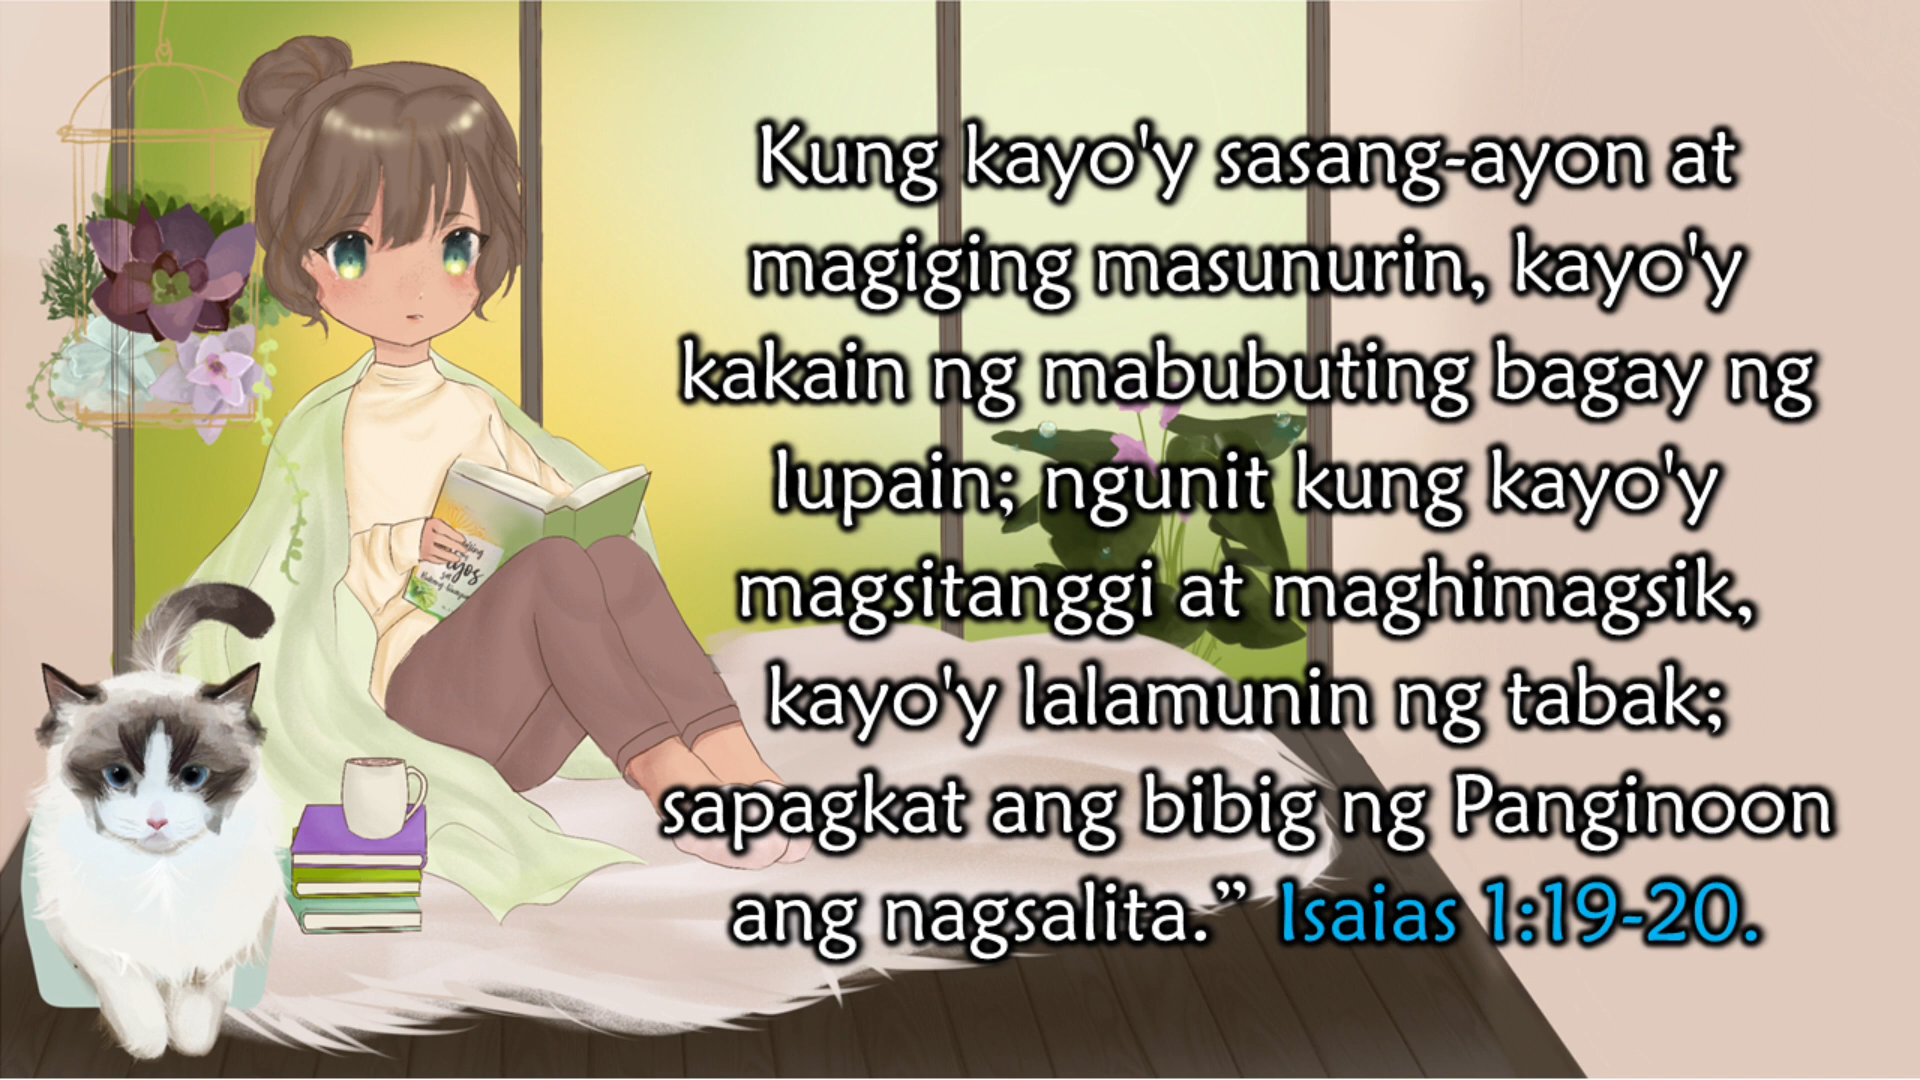 Kung kayo'y sasang-ayon at
magiging masunurin, kayo'y
kakain ng mabubuting bagay ng
lupain; ngunit kung kayo'y
magsitanggi at maghimagsik,
kayo'y lalamunin ng tabak;
sapagkat ang bibig ng Panginoon
ang nagsalita.” Isaias 1:19-20.